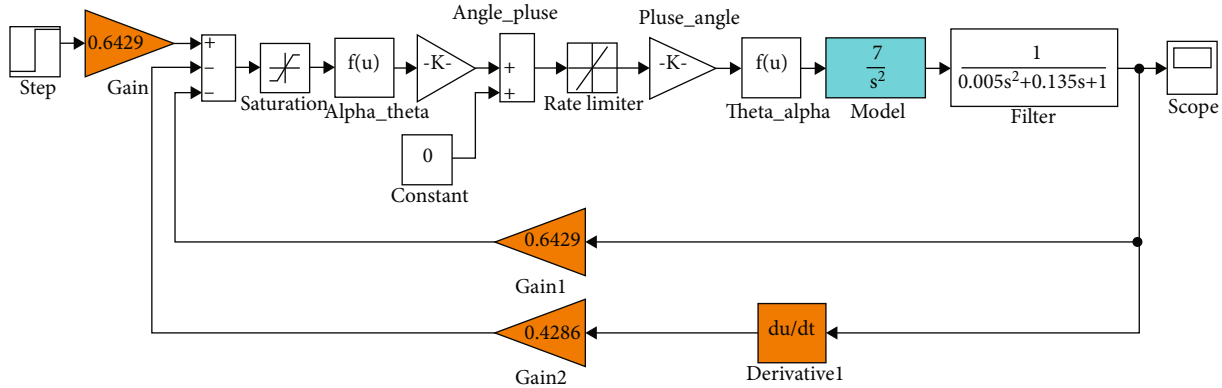 Step
0.6429
Gain
+
−
−
Saturation
f(u)
Alpha_theta
-K-
Angle_pluse
+
+
0
Constant
Rate limiter
Pluse_angle
-K-
f(u)
Theta_alpha
7
s²
Model
1
0.005s²+0.135s+1
Filter
Scope
0.6429
Gain1
0.4286
Gain2
du/dt
Derivative1